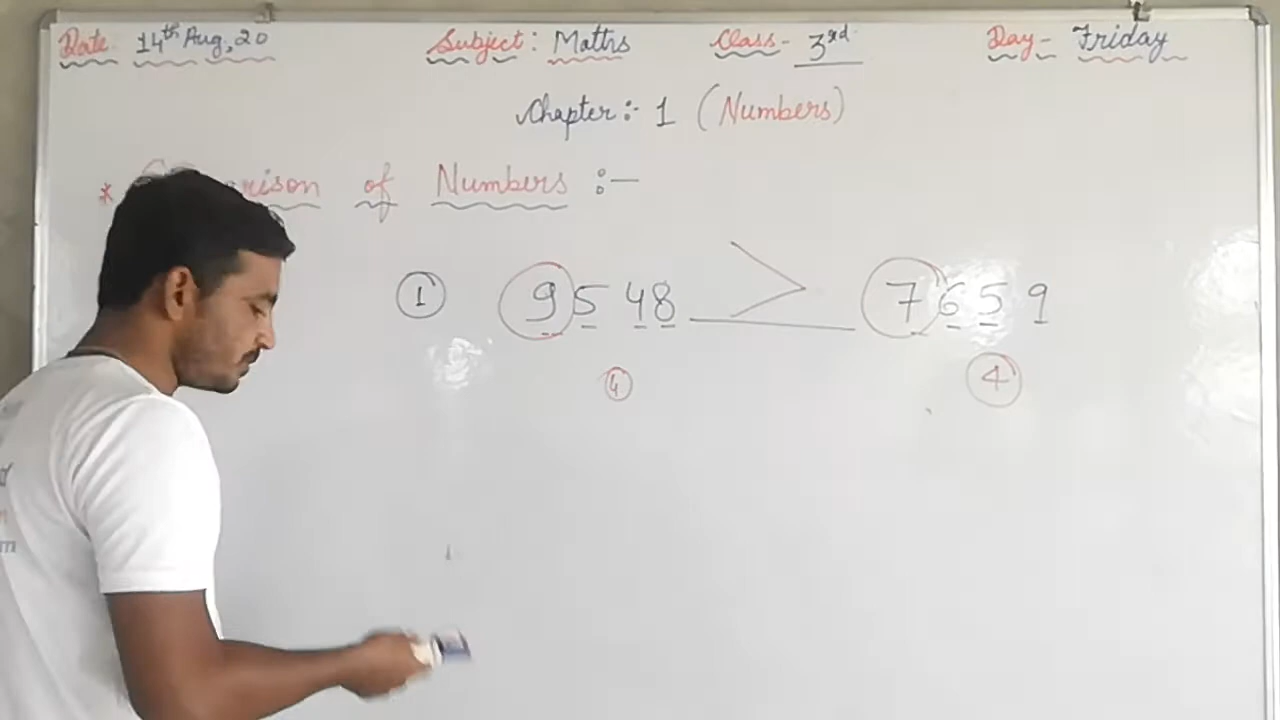 Date 14th Aug, 20 Subject: Maths Class- 3rd Day- Friday
Chapter:- 1 (Numbers)
* of Numbers :-
1 9548 > 7659
4 4